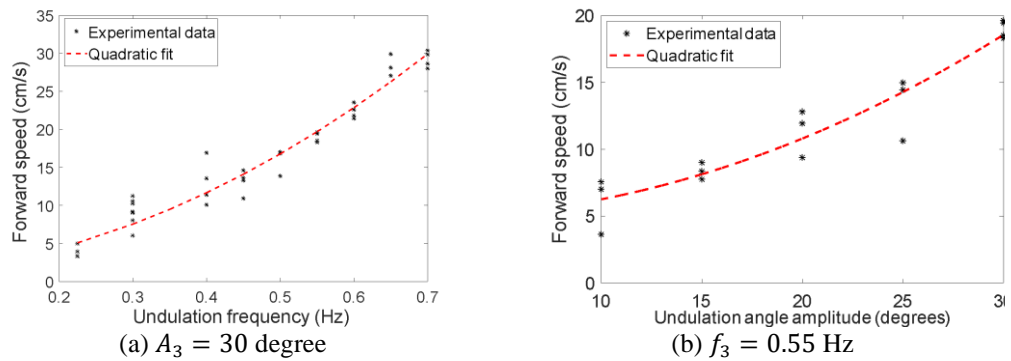 35
30
25
20
15
10
5
0
Forward speed (cm/s)
Experimental data
Quadratic fit
0.2 0.3 0.4 0.5 0.6 0.7
Undulation frequency (Hz)
(a) A₃ = 30 degree
20
15
10
5
0
Forward speed (cm/s)
Experimental data
Quadratic fit
10 15 20 25 30
Undulation angle amplitude (degrees)
(b) f₃ = 0.55 Hz